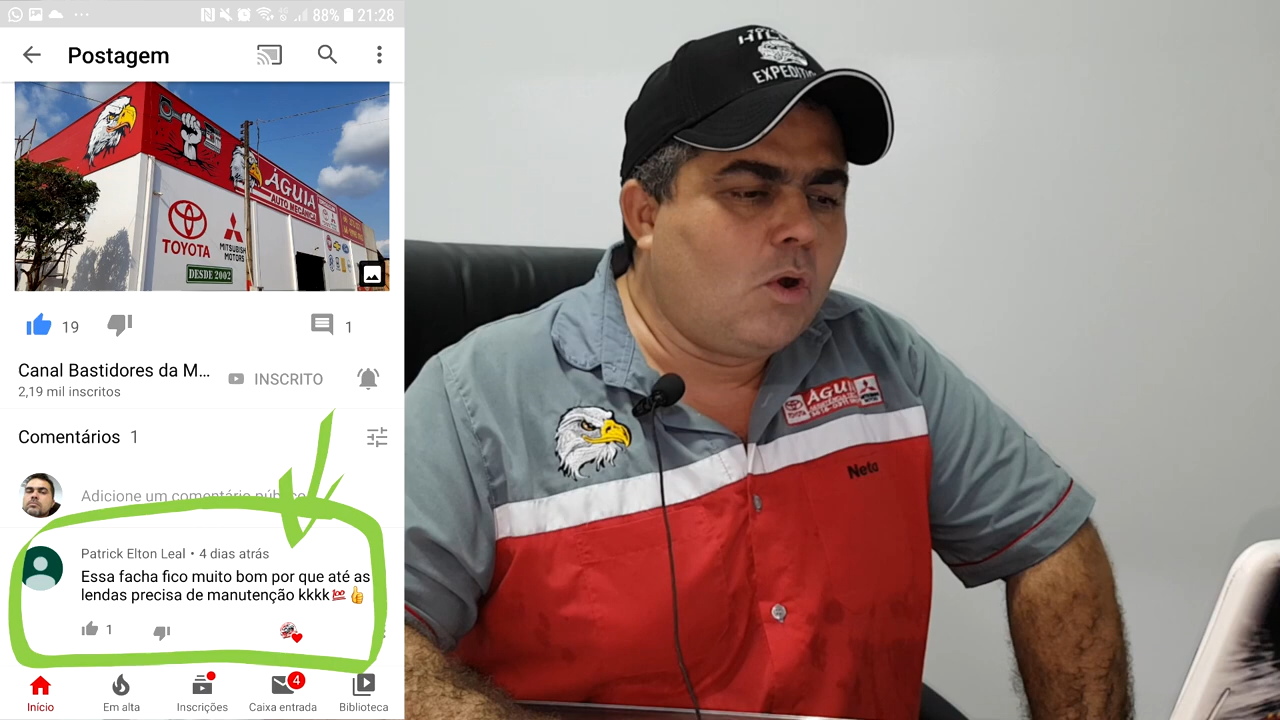 88% 21:28
Postagem
ÁGUIA
AUTO MECÂNICA
TOYOTA
MITSUBISHI
MOTORS
DESDE 2002
19
1
Canal Bastidores da M...
2,19 mil inscritos
INSCRITO
Comentários 1
Adicione um comentário público
Patrick Elton Leal • 4 dias atrás
Essa facha fico muito bom por que até as
lendas precisa de manutenção kkkk💯👍
1
4
Início
Em alta
Inscrições
Caixa entrada
Biblioteca
EXPEDITIO
ÁGUIA
TOYOTA
Neto